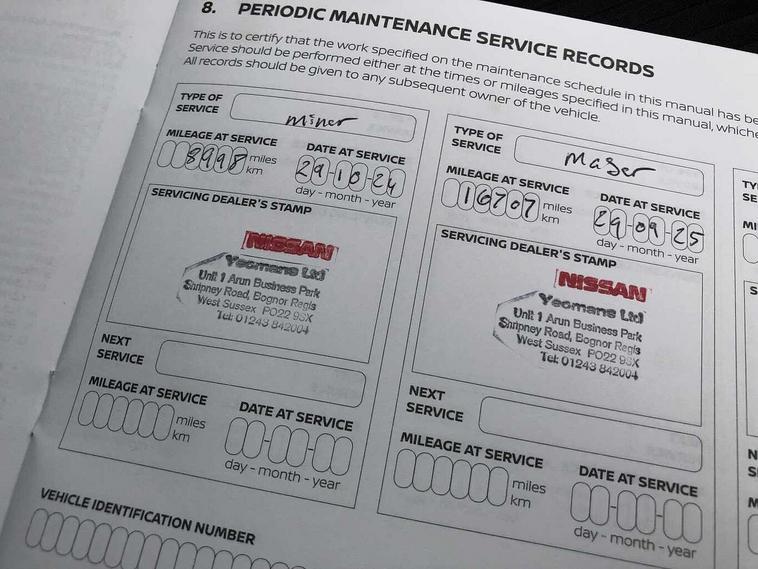 8. PERIODIC MAINTENANCE SERVICE RECORDS
This is to certify that the work specified on the maintenance schedule in this manual has be
Service should be performed either at the times or mileages specified in this manual, whiche
All records should be given to any subsequent owner of the vehicle.
TYPE OF
SERVICE
minor
MILEAGE AT SERVICE
8998 miles
km
DATE AT SERVICE
29-10-24
day - month - year
SERVICING DEALER'S STAMP
NISSAN
Yeomans Ltd
Unit 1 Arun Business Park
Shripney Road, Bognor Regis
West Sussex PO22 9SX
Tel: 01243 842004
NEXT
SERVICE
MILEAGE AT SERVICE
miles
km
DATE AT SERVICE
day - month - year
TYPE OF
SERVICE
Major
MILEAGE AT SERVICE
16707 miles
km
DATE AT SERVICE
29-09-25
day - month - year
SERVICING DEALER'S STAMP
NISSAN
Yeomans Ltd
Unit 1 Arun Business Park
Shripney Road, Bognor Regis
West Sussex PO22 9SX
Tel: 01243 842004
NEXT
SERVICE
MILEAGE AT SERVICE
miles
km
DATE AT SERVICE
day - month - year
TY
SE
MI
S
N
S
M
VEHICLE IDENTIFICATION NUMBER